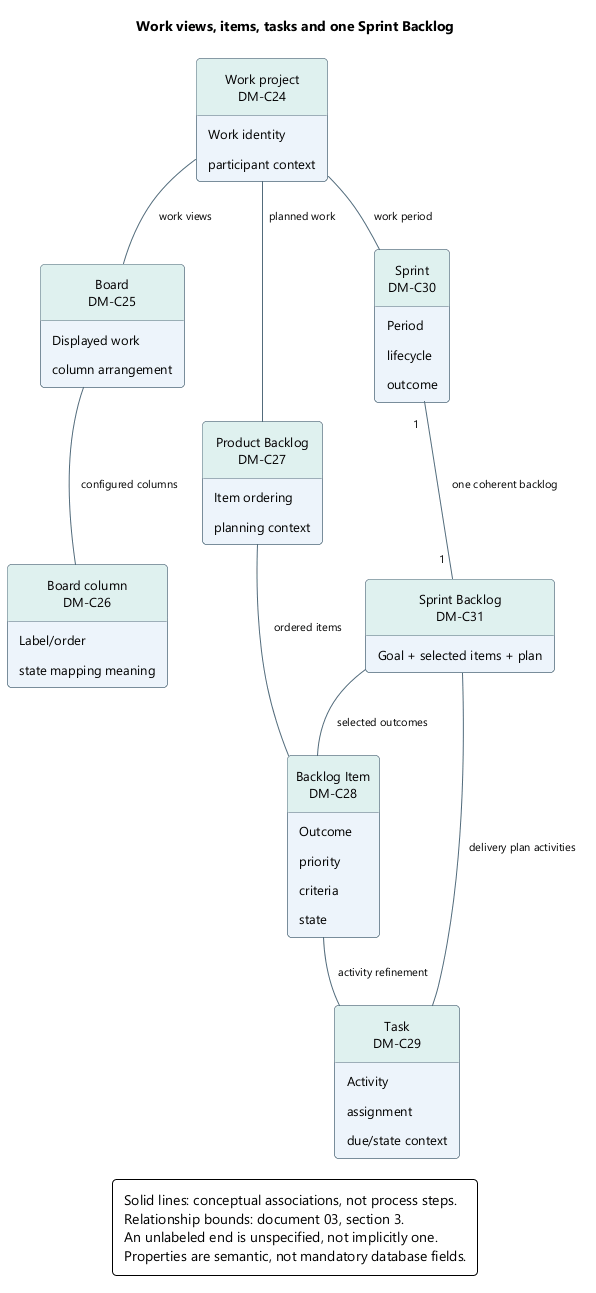 Work views, items, tasks and one Sprint Backlog
Work project
DM-C24
Work identity
participant context
work views
planned work
work period
Board
DM-C25
Displayed work
column arrangement
Sprint
DM-C30
Period
lifecycle
outcome
1
Product Backlog
DM-C27
Item ordering
planning context
configured columns
one coherent backlog
1
Board column
DM-C26
Label/order
state mapping meaning
Sprint Backlog
DM-C31
Goal + selected items + plan
ordered items
selected outcomes
Backlog Item
DM-C28
Outcome
priority
criteria
state
delivery plan activities
activity refinement
Task
DM-C29
Activity
assignment
due/state context
Solid lines: conceptual associations, not process steps.
Relationship bounds: document 03, section 3.
An unlabeled end is unspecified, not implicitly one.
Properties are semantic, not mandatory database fields.